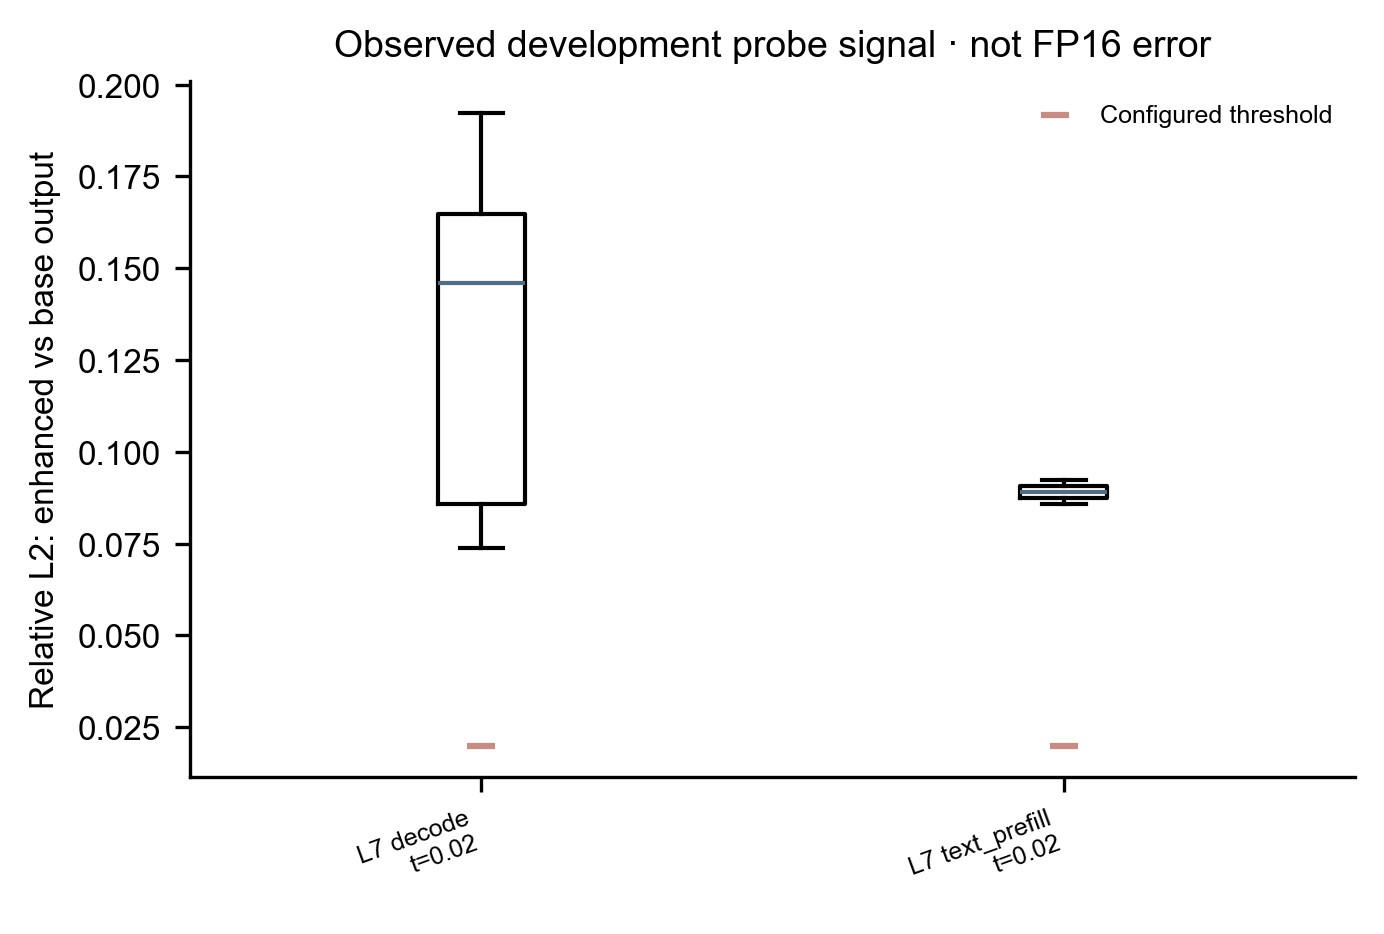 Observed development probe signal · not FP16 error
Configured threshold
Relative L2: enhanced vs base output
0.200
0.175
0.150
0.125
0.100
0.075
0.050
0.025
L7 decode
t=0.02
L7 text_prefill
t=0.02